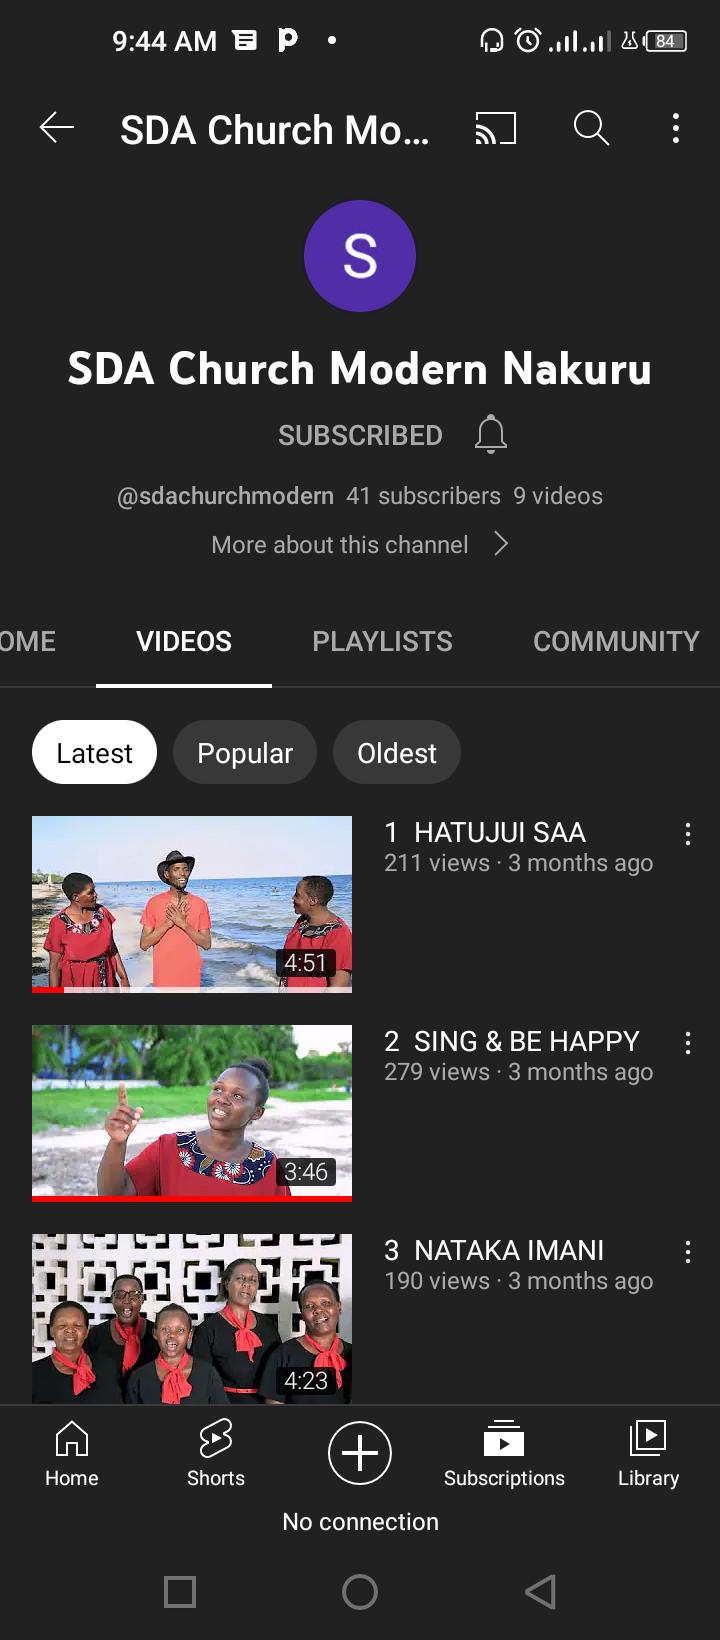 9:44 AM
84
SDA Church Mo...
S
SDA Church Modern Nakuru
SUBSCRIBED
@sdachurchmodern 41 subscribers 9 videos
More about this channel
OME VIDEOS PLAYLISTS COMMUNITY
Latest Popular Oldest
1 HATUJUI SAA
211 views · 3 months ago
4:51
2 SING & BE HAPPY
279 views · 3 months ago
3:46
3 NATAKA IMANI
190 views · 3 months ago
4:23
Home Shorts Subscriptions Library
No connection